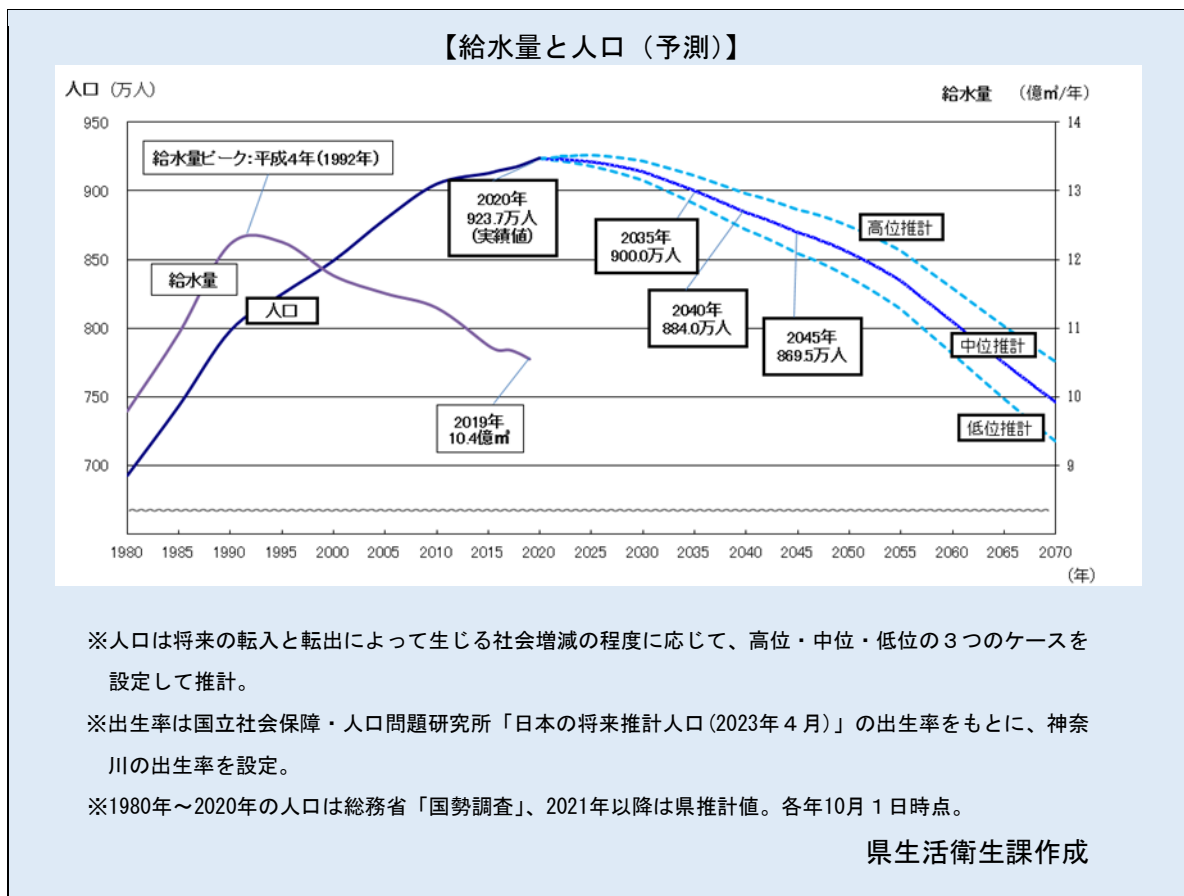 【給水量と人口（予測）】
人口（万人）
給水量　（億㎥/年）
950
900
850
800
750
700
14
13
12
11
10
9
給水量ピーク：平成４年(1992年)
給水量
人口
2020年
923.7万人
(実績値)
2035年
900.0万人
2040年
884.0万人
2045年
869.5万人
2019年
10.4億㎥
高位推計
中位推計
低位推計
1980 1985 1990 1995 2000 2005 2010 2015 2020 2025 2030 2035 2040 2045 2050 2055 2060 2065 2070
(年)
※人口は将来の転入と転出によって生じる社会増減の程度に応じて、高位・中位・低位の３つのケースを
設定して推計。
※出生率は国立社会保障・人口問題研究所「日本の将来推計人口(2023年４月)」の出生率をもとに、神奈
川の出生率を設定。
※1980年～2020年の人口は総務省「国勢調査」、2021年以降は県推計値。各年10月１日時点。
県生活衛生課作成